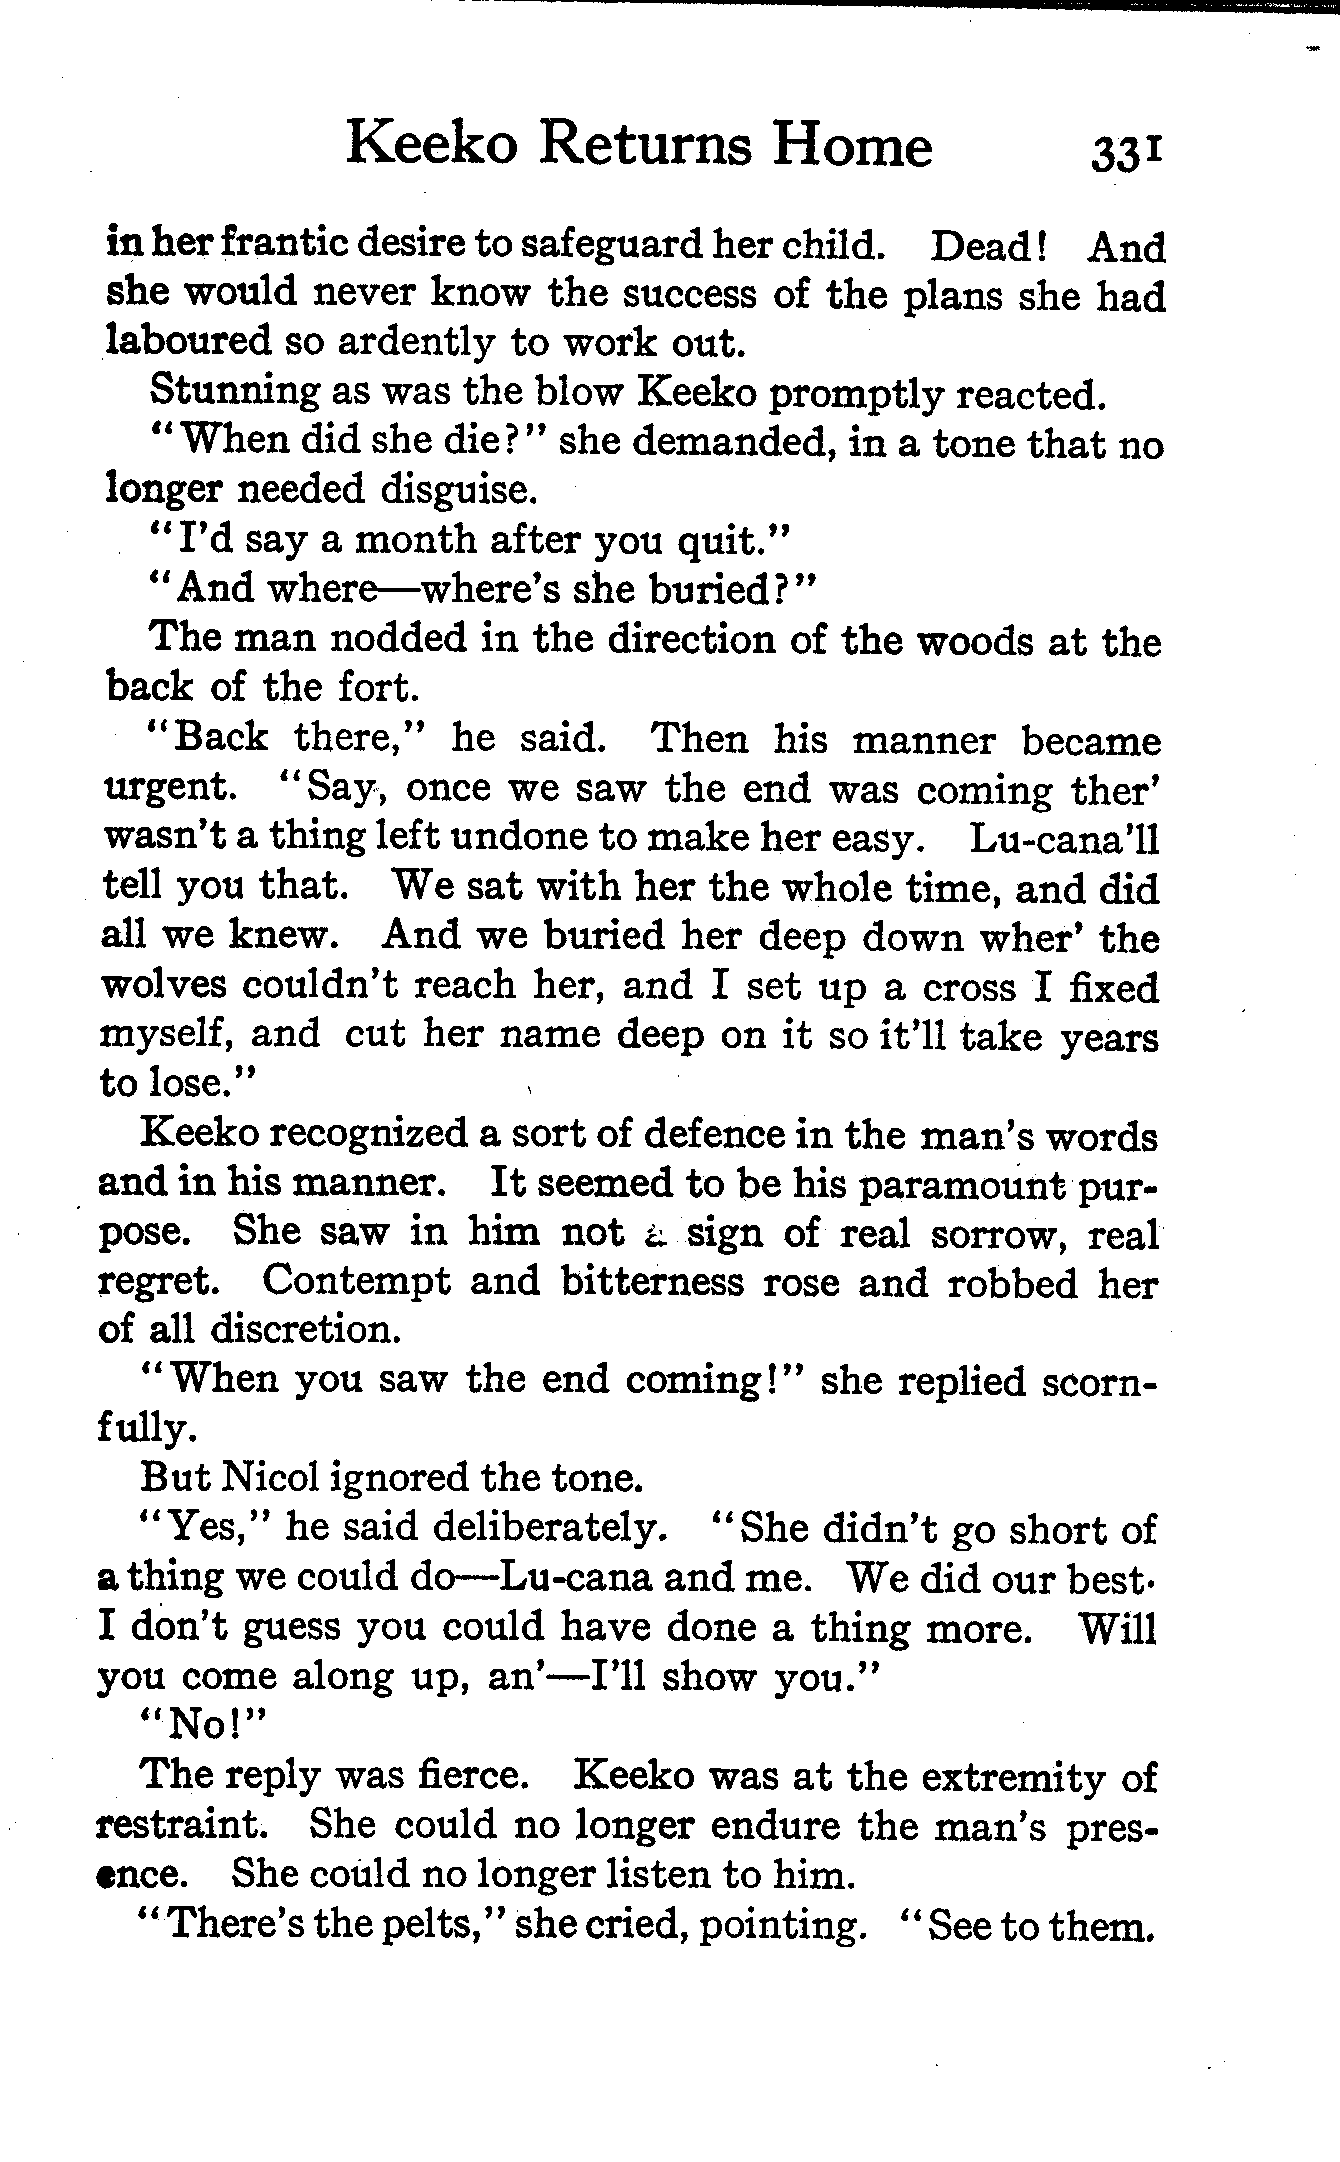 Keeko Returns Home 331
in her frantic desire to safeguard her child. Dead! And
she would never know the success of the plans she had
laboured so ardently to work out.
Stunning as was the blow Keeko promptly reacted.
"When did she die?" she demanded, in a tone that no
longer needed disguise.
"I'd say a month after you quit."
"And where—where's she buried?"
The man nodded in the direction of the woods at the
back of the fort.
"Back there," he said. Then his manner became
urgent. "Say, once we saw the end was coming ther'
wasn't a thing left undone to make her easy. Lu-cana'll
tell you that. We sat with her the whole time, and did
all we knew. And we buried her deep down wher' the
wolves couldn't reach her, and I set up a cross I fixed
myself, and cut her name deep on it so it'll take years
to lose."
Keeko recognized a sort of defence in the man's words
and in his manner. It seemed to be his paramount pur-
pose. She saw in him not a sign of real sorrow, real
regret. Contempt and bitterness rose and robbed her
of all discretion.
"When you saw the end coming!" she replied scorn-
fully.
But Nicol ignored the tone.
"Yes," he said deliberately. "She didn't go short of
a thing we could do—Lu-cana and me. We did our best.
I don't guess you could have done a thing more. Will
you come along up, an'—I'll show you."
"No!"
The reply was fierce. Keeko was at the extremity of
restraint. She could no longer endure the man's pres-
ence. She could no longer listen to him.
"There's the pelts," she cried, pointing. "See to them.